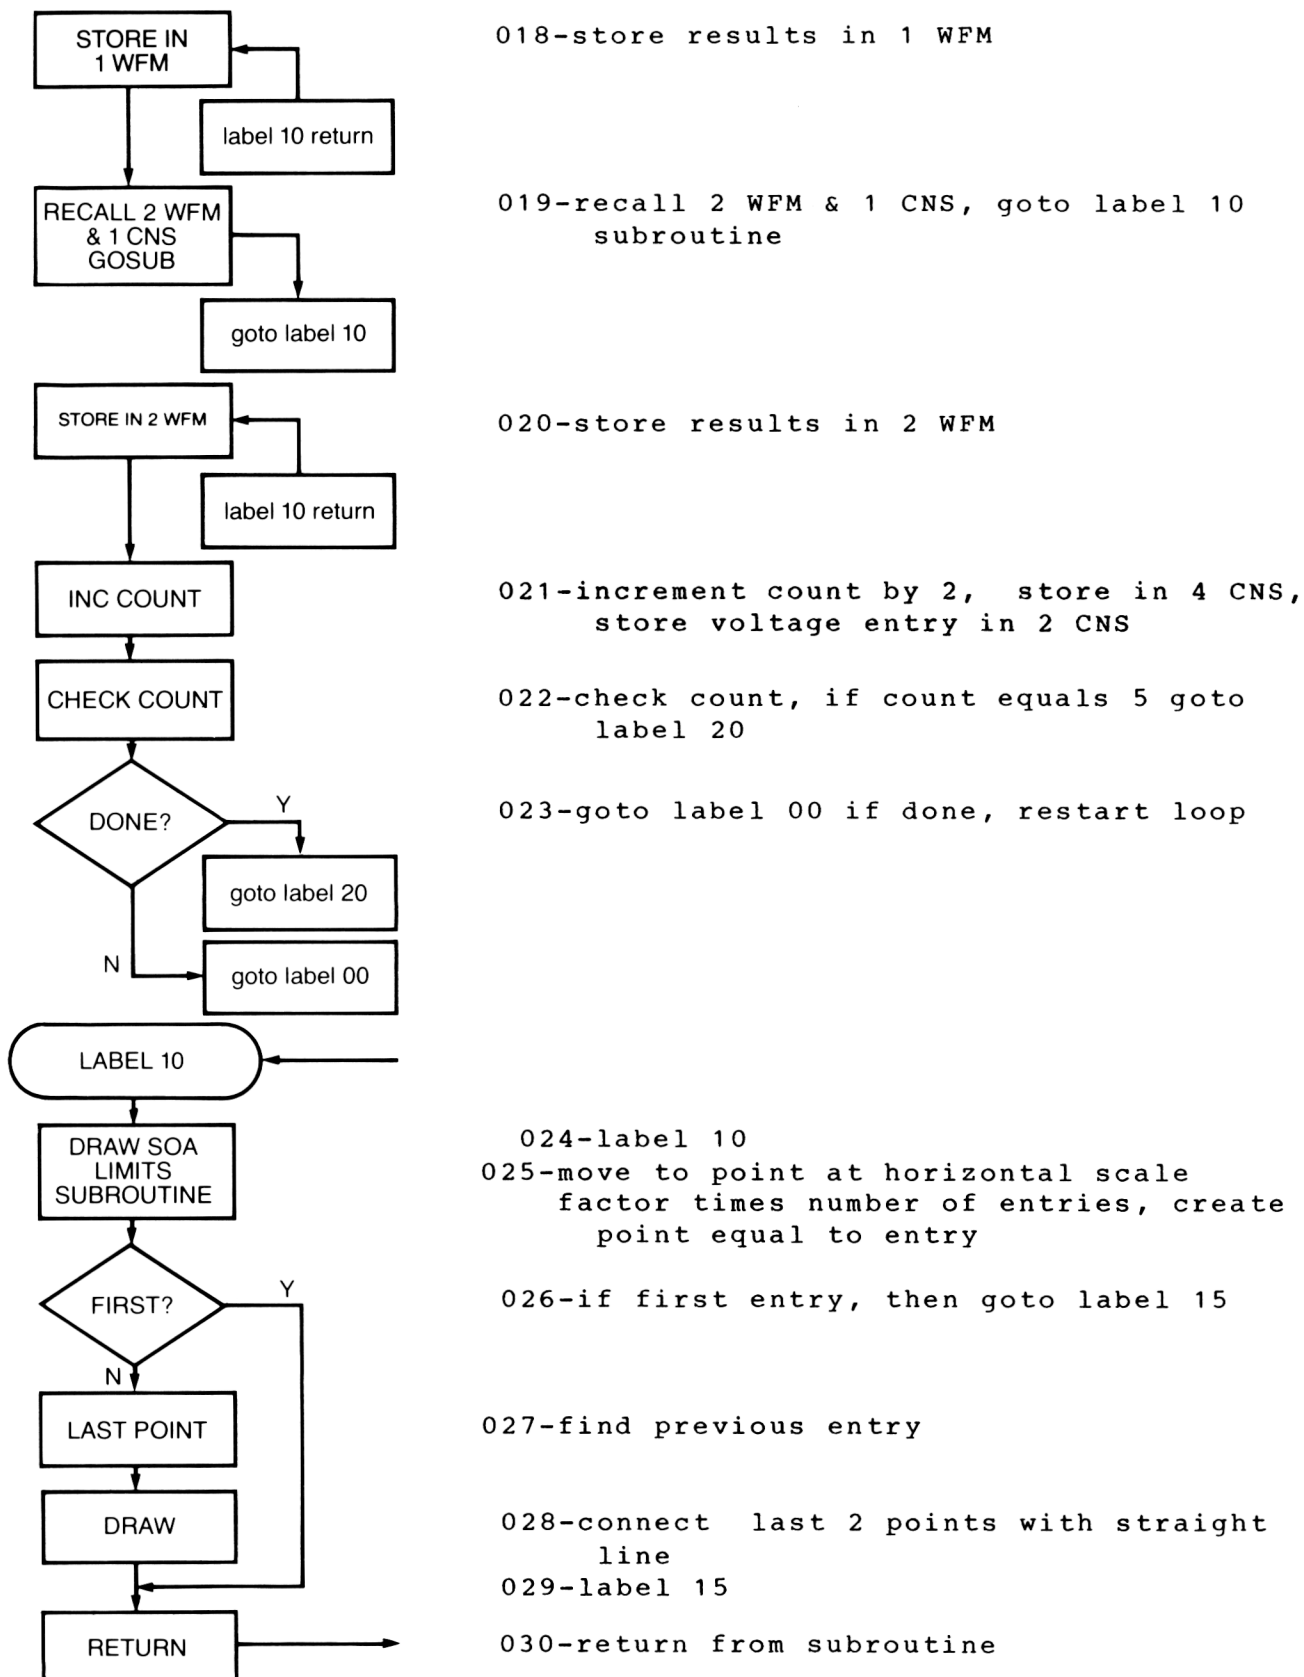 STORE IN
1 WFM
018-store results in 1 WFM
label 10 return
RECALL 2 WFM
& 1 CNS
GOSUB
019-recall 2 WFM & 1 CNS, goto label 10
subroutine
goto label 10
STORE IN 2 WFM
020-store results in 2 WFM
label 10 return
INC COUNT
021-increment count by 2, store in 4 CNS,
store voltage entry in 2 CNS
CHECK COUNT
022-check count, if count equals 5 goto
label 20
DONE?
Y
023-goto label 00 if done, restart loop
goto label 20
N
goto label 00
LABEL 10
DRAW SOA
LIMITS
SUBROUTINE
024-label 10
025-move to point at horizontal scale
factor times number of entries, create
point equal to entry
FIRST?
Y
026-if first entry, then goto label 15
N
LAST POINT
027-find previous entry
DRAW
028-connect last 2 points with straight
line
029-label 15
RETURN
030-return from subroutine